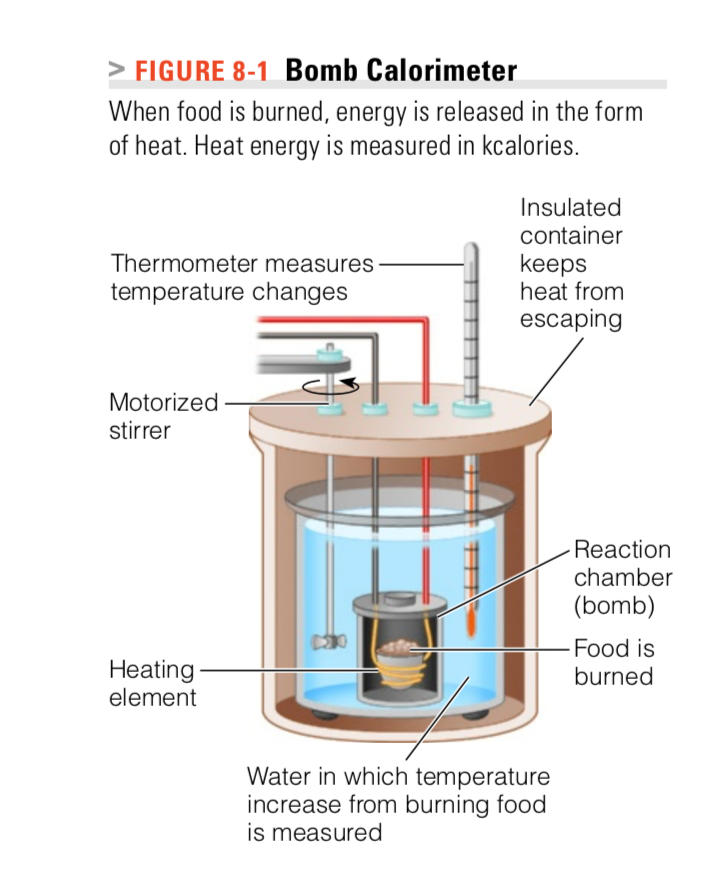 > FIGURE 8-1 Bomb Calorimeter
When food is burned, energy is released in the form
of heat. Heat energy is measured in kcalories.
Insulated
container
keeps
heat from
escaping
Thermometer measures
temperature changes
Motorized
stirrer
Reaction
chamber
(bomb)
Food is
burned
Heating
element
Water in which temperature
increase from burning food
is measured